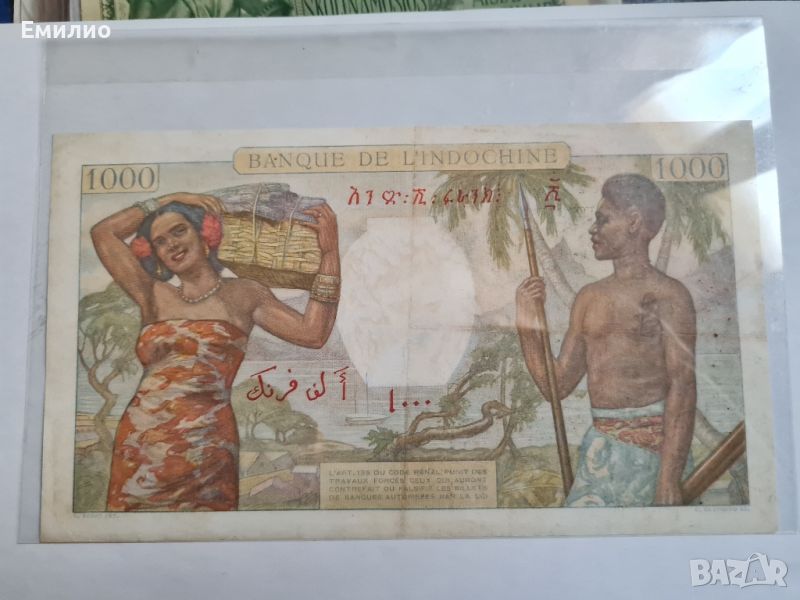 Емилио
BANQUE DE L'INDOCHINE
1000
1000
أَلف فرنك
١٠٠٠
L'ART. 139 DU CODE PÉNAL PUNIT DES
TRAVAUX FORCÉS CEUX QUI AURONT
CONTREFAIT OU FALSIFIÉ LES BILLETS
DE BANQUES AUTORISÉES PAR LA LOI
BAZAR